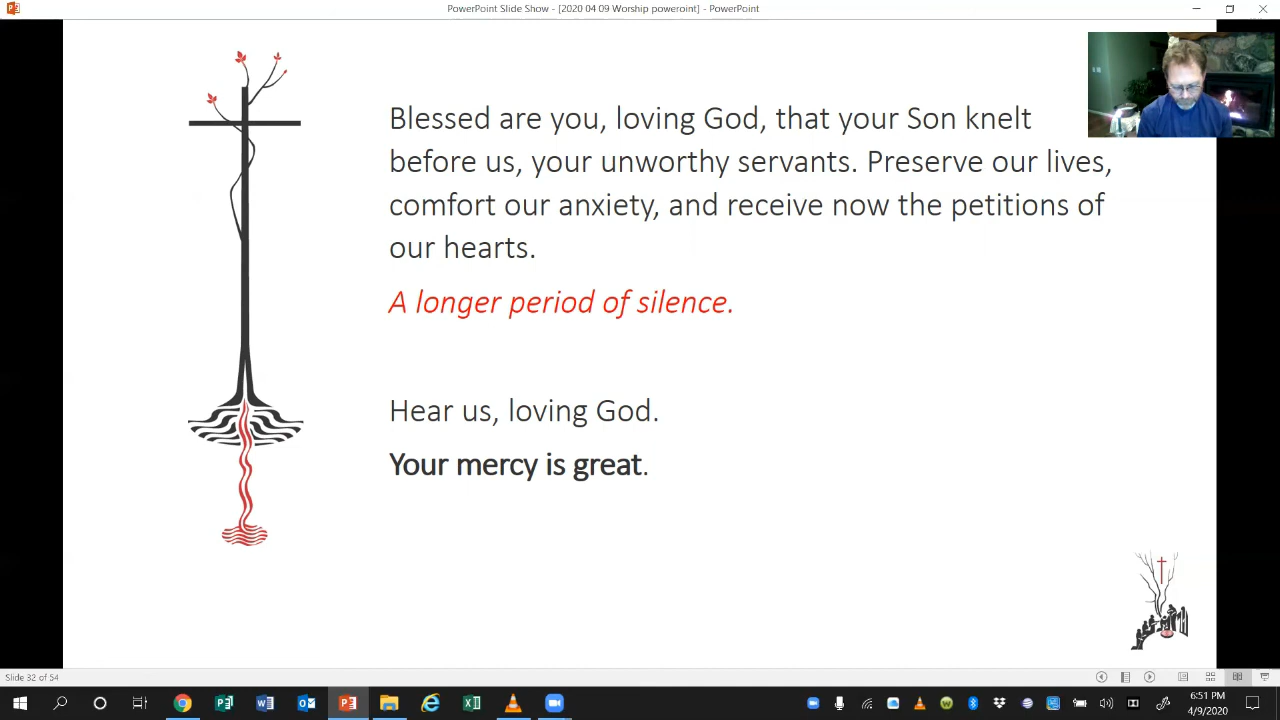 PowerPoint Slide Show - [2020 04 09 Worship poweroint] - PowerPoint
Blessed are you, loving God, that your Son knelt
before us, your unworthy servants. Preserve our lives,
comfort our anxiety, and receive now the petitions of
our hearts.
A longer period of silence.
Hear us, loving God.
Your mercy is great.
Slide 32 of 54
6:51 PM
4/9/2020